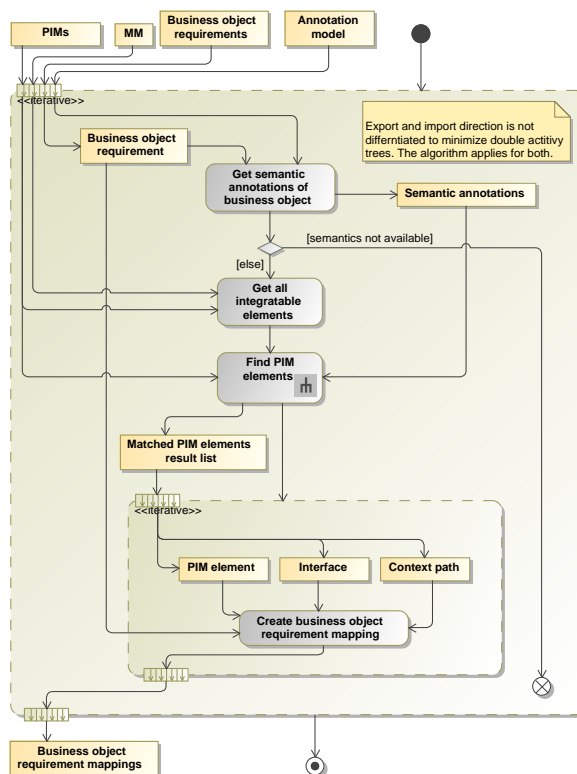 PIMs
MM
Business object
requirements
Annotation
model
<<iterative>>
Export and import direction is not
differntiated to minimize double actitivy
trees. The algorithm applies for both.
Business object
requirement
Get semantic
annotations of
business object
Semantic annotations
[semantics not available]
[else]
Get all
integratable
elements
Find PIM
elements
Matched PIM elements
result list
<<iterative>>
PIM element
Interface
Context path
Create business object
requirement mapping
Business object
requirement mappings